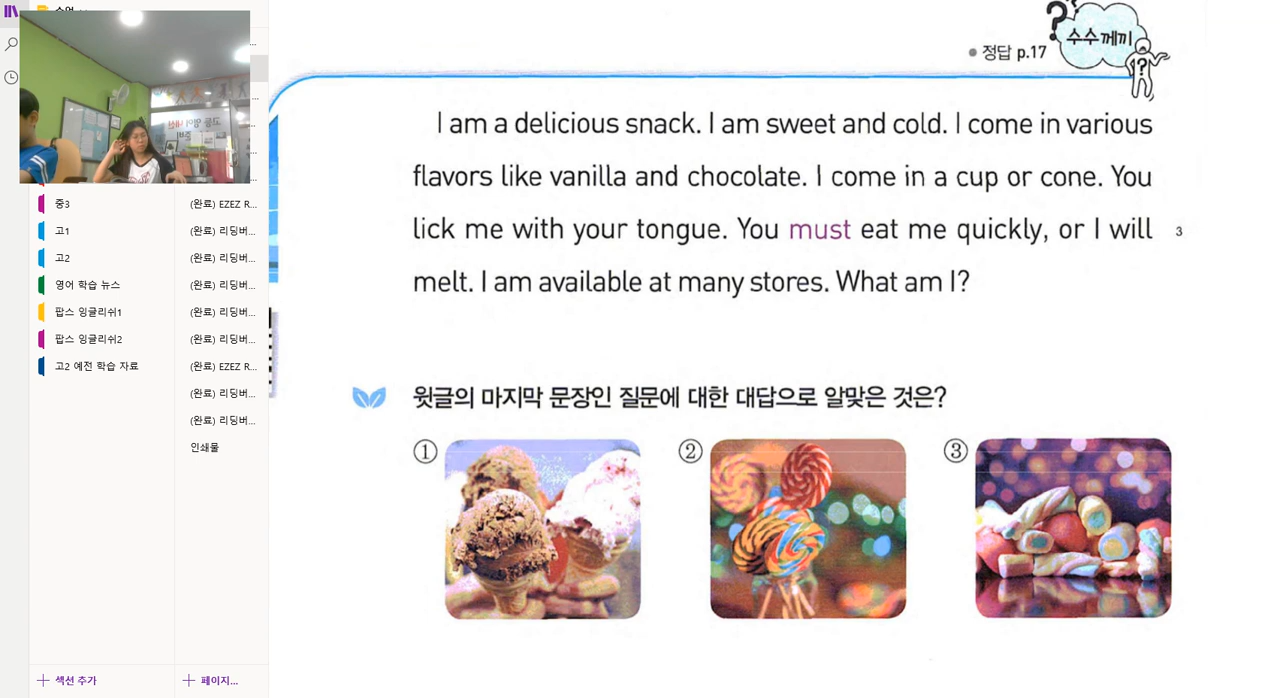 정답 p.17
수수께끼
I am a delicious snack. I am sweet and cold. I come in various
flavors like vanilla and chocolate. I come in a cup or cone. You
lick me with your tongue. You must eat me quickly, or I will
3
melt. I am available at many stores. What am I?
윗글의 마지막 문장인 질문에 대한 대답으로 알맞은 것은?
① ② ③
중3
고1
고2
영어 학습 뉴스
팝스 잉글리쉬1
팝스 잉글리쉬2
고2 예전 학습 자료
(완료) EZEZ R...
(완료) 리딩버...
(완료) 리딩버...
(완료) 리딩버...
(완료) 리딩버...
(완료) 리딩버...
(완료) EZEZ R...
(완료) 리딩버...
(완료) 리딩버...
인쇄물
섹션 추가
페이지...